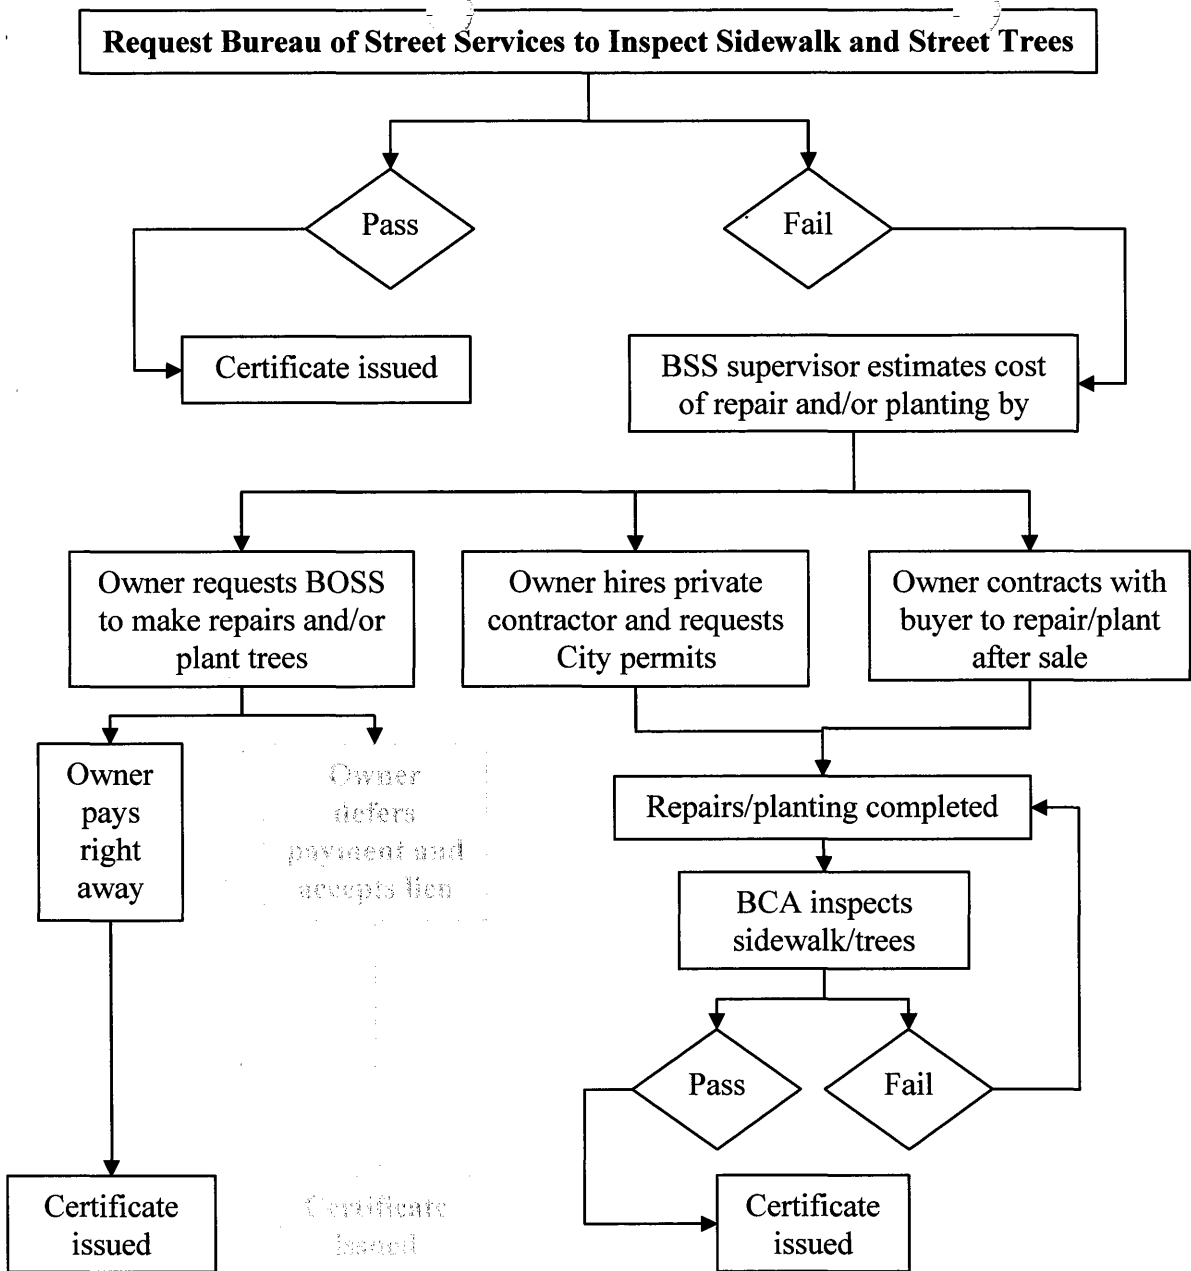 Request Bureau of Street Services to Inspect Sidewalk and Street Trees
Pass
Fail
Certificate issued
BSS supervisor estimates cost
of repair and/or planting by
Owner requests BOSS
to make repairs and/or
plant trees
Owner hires private
contractor and requests
City permits
Owner contracts with
buyer to repair/plant
after sale
Owner
pays
right
away
Owner
defers
payment and
accepts lien
Repairs/planting completed
BCA inspects
sidewalk/trees
Pass
Fail
Certificate
issued
Certificate
issued
Certificate
issued